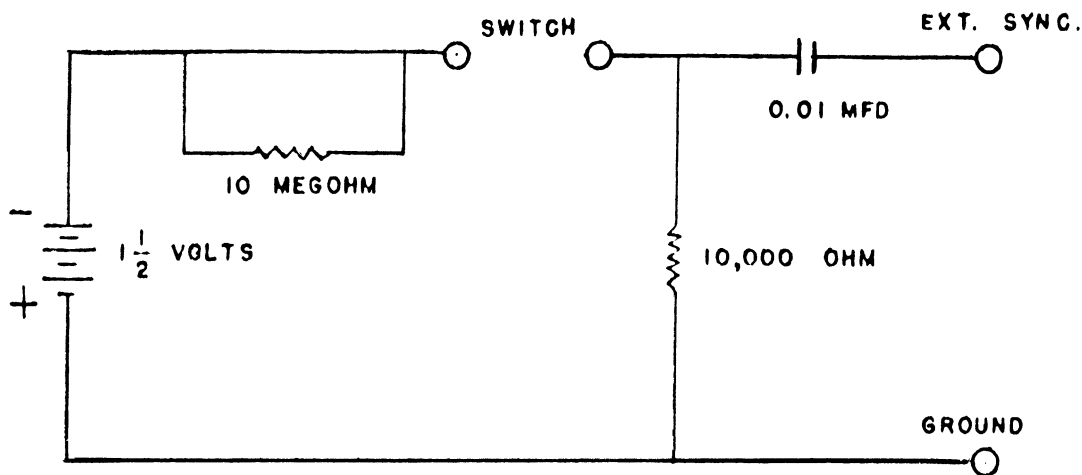 SWITCH
EXT. SYNC.
0.01 MFD
10 MEGOHM
-
1 1/2 VOLTS
+
10,000 OHM
GROUND